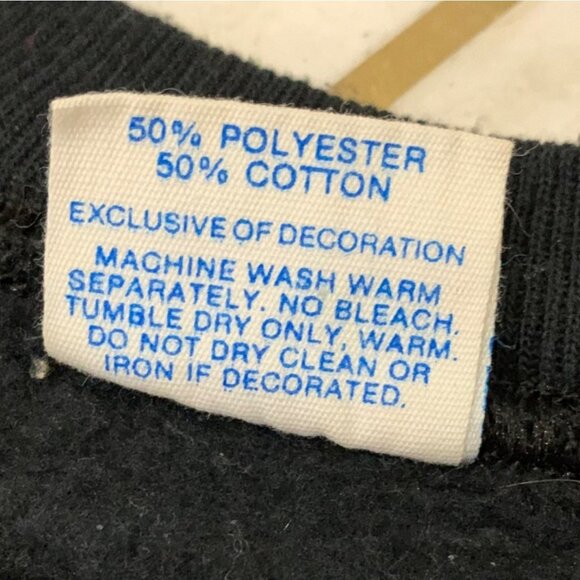 50% POLYESTER
50% COTTON
EXCLUSIVE OF DECORATION
MACHINE WASH WARM
SEPARATELY. NO BLEACH.
TUMBLE DRY ONLY, WARM.
DO NOT DRY CLEAN OR
IRON IF DECORATED.